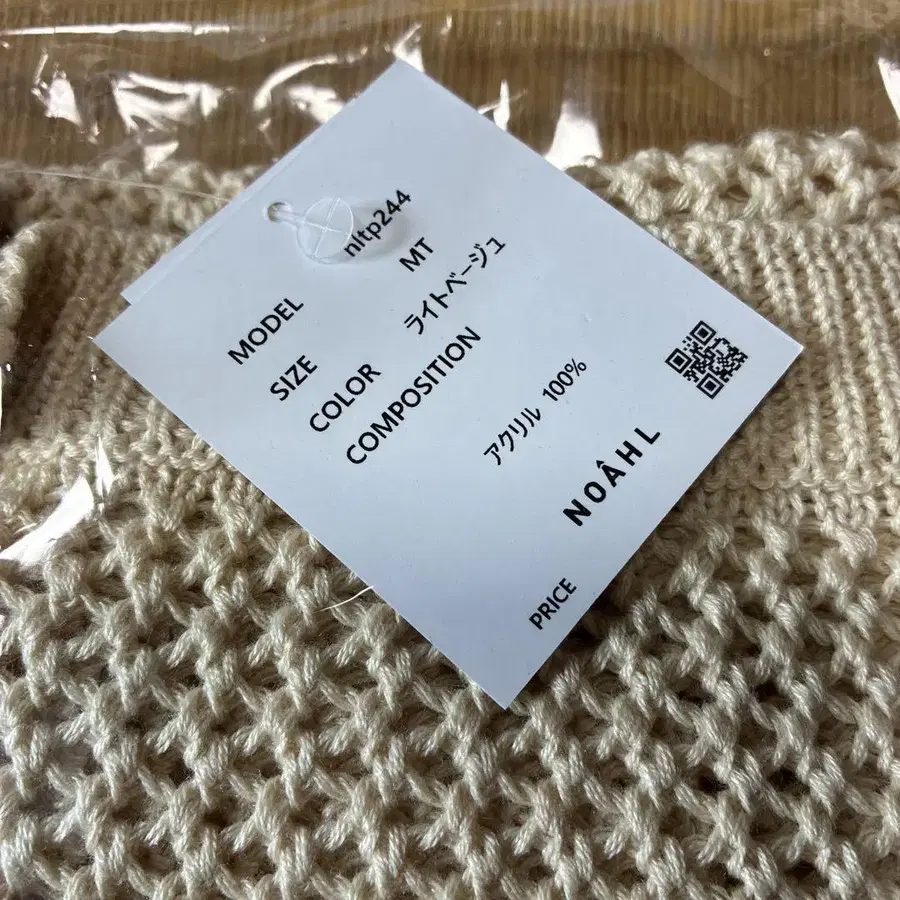 MODEL nltp244
SIZE MT
COLOR ライトベージュ
COMPOSITION
アクリル 100%
NOÂHL
PRICE